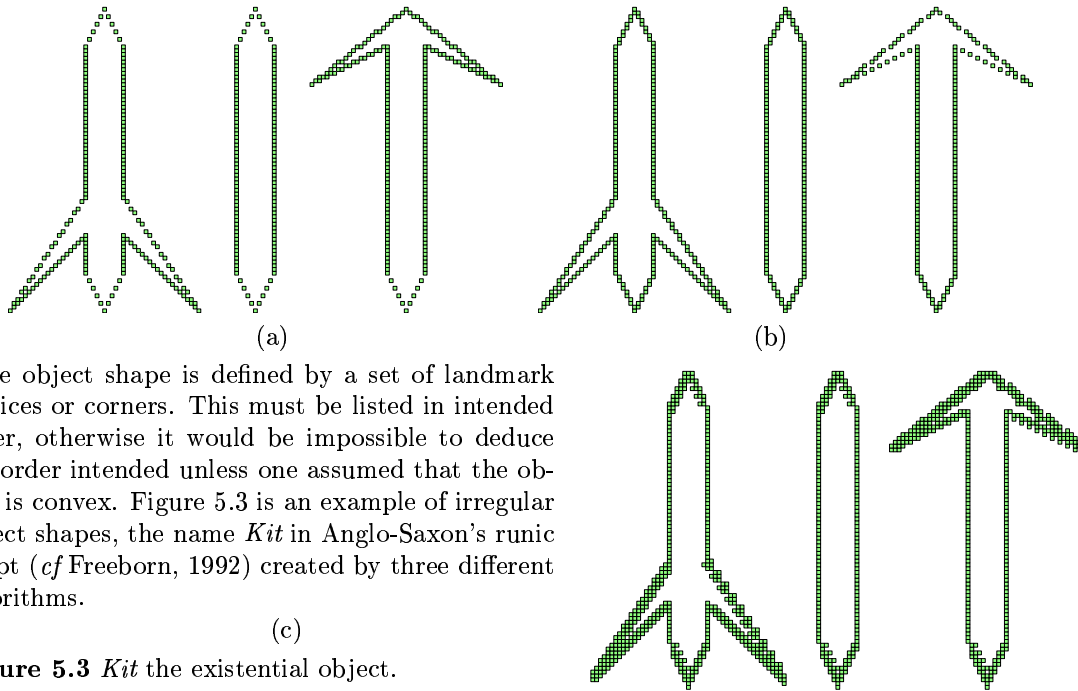 (a)
(b)
e object shape is defined by a set of landmark
ices or corners. This must be listed in intended
er, otherwise it would be impossible to deduce
order intended unless one assumed that the ob-
is convex. Figure 5.3 is an example of irregular
ect shapes, the name Kit in Anglo-Saxon's runic
pt (cf Freeborn, 1992) created by three different
orithms.
(c)
ure 5.3 Kit the existential object.